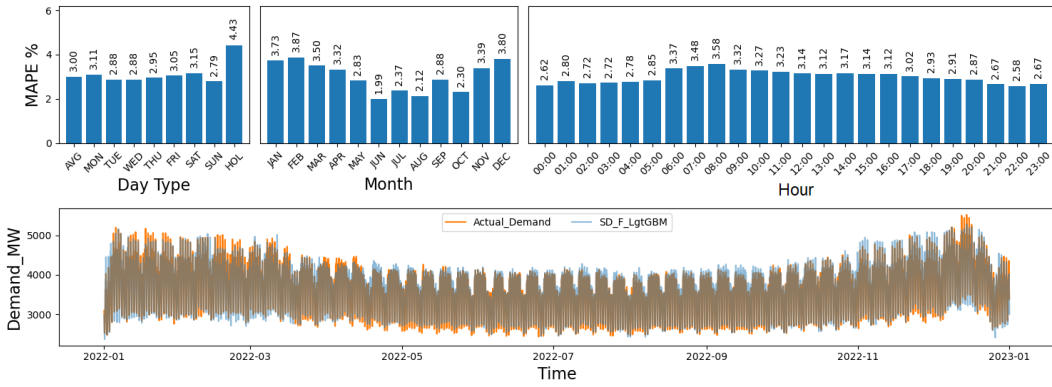 MAPE %
6
4
2
0
3.00
3.11
2.88
2.88
2.95
3.05
3.15
2.79
4.43
AVG
MON
TUE
WED
THU
FRI
SAT
SUN
HOL
Day Type
3.73
3.87
3.50
3.32
2.83
1.99
2.37
2.12
2.88
2.30
3.39
3.80
JAN
FEB
MAR
APR
MAY
JUN
JUL
AUG
SEP
OCT
NOV
DEC
Month
2.62
2.80
2.72
2.72
2.78
2.85
3.37
3.48
3.58
3.32
3.27
3.23
3.14
3.12
3.17
3.14
3.12
3.02
2.93
2.91
2.87
2.67
2.58
2.67
00:00
01:00
02:00
03:00
04:00
05:00
06:00
07:00
08:00
09:00
10:00
11:00
12:00
13:00
14:00
15:00
16:00
17:00
18:00
19:00
20:00
21:00
22:00
23:00
Hour
Demand_MW
5000
4000
3000
Actual_Demand
SD_F_LgtGBM
2022-01
2022-03
2022-05
2022-07
2022-09
2022-11
2023-01
Time